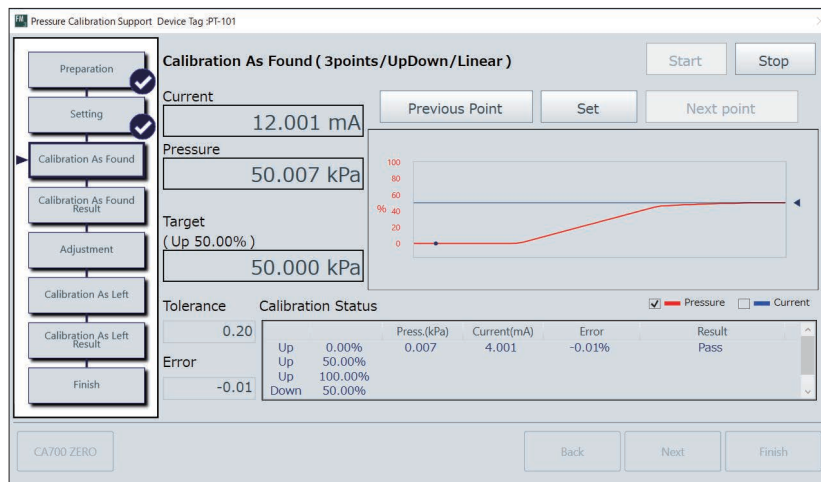 FM
Pressure Calibration Support Device Tag :PT-101
Preparation
Setting
Calibration As Found
Calibration As Found
Result
Adjustment
Calibration As Left
Calibration As Left
Result
Finish
Calibration As Found ( 3points/UpDown/Linear )
Start
Stop
Current
12.001 mA
Previous Point
Set
Next point
Pressure
50.007 kPa
Target
( Up 50.00% )
50.000 kPa
100
80
60
% 40
20
0
Pressure
Current
Tolerance
0.20
Error
-0.01
Calibration Status
Press.(kPa) Current(mA) Error Result
Up 0.00% 0.007 4.001 -0.01% Pass
Up 50.00%
Up 100.00%
Down 50.00%
CA700 ZERO
Back
Next
Finish